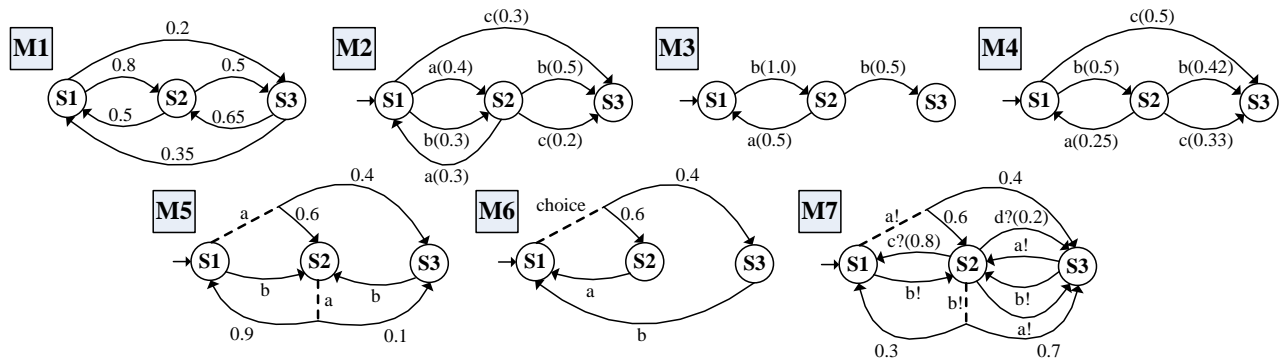 M1
0.2
0.8
0.5
S1
S2
S3
0.5
0.65
0.35
M2
c(0.3)
a(0.4)
b(0.5)
S1
S2
S3
b(0.3)
c(0.2)
a(0.3)
M3
b(1.0)
b(0.5)
S1
S2
S3
a(0.5)
M4
c(0.5)
b(0.5)
b(0.42)
S1
S2
S3
a(0.25)
c(0.33)
M5
a
0.4
0.6
S1
S2
S3
b
a
b
0.9
0.1
M6
choice
0.4
0.6
S1
S2
S3
a
b
M7
a!
0.4
0.6
d?(0.2)
c?(0.8)
a!
S1
S2
S3
b!
b!
b!
a!
0.3
0.7